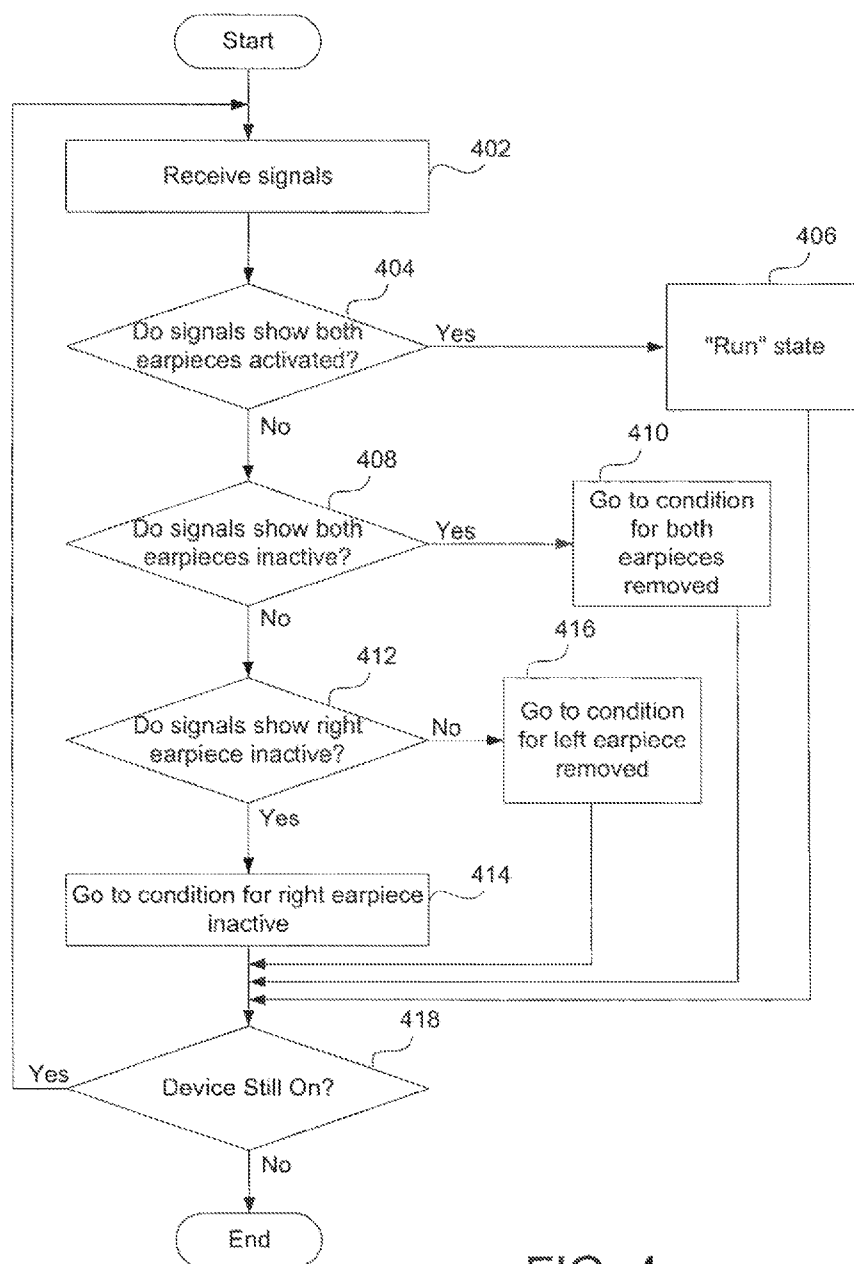 Start
402
Receive signals
406
404
Do signals show both
earpieces activated?
Yes
"Run" state
No
410
408
Do signals show both
earpieces inactive?
Yes
Go to condition
for both
earpieces
removed
No
416
412
Do signals show right
earpiece inactive?
No
Go to condition
for left earpiece
removed
Yes
414
Go to condition for right earpiece
inactive
418
Yes
Device Still On?
No
End